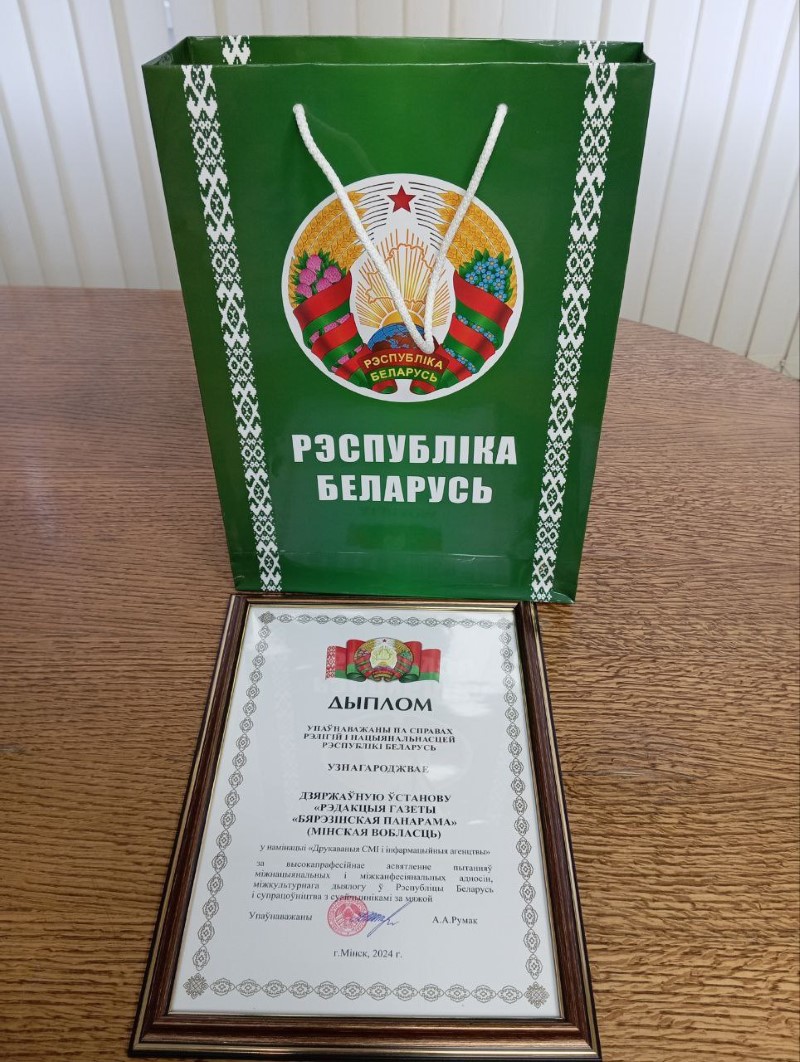 РЭСПУБЛІКА
БЕЛАРУСЬ
РЭСПУБЛІКА
БЕЛАРУСЬ
ДЫПЛОМ
УПАЎНАВАЖАНЫ ПА СПРАВАХ
РЭЛІГІЙ І НАЦЫЯНАЛЬНАСЦЕЙ
РЭСПУБЛІКІ БЕЛАРУСЬ
УЗНАГАРОДЖВАЕ
ДЗЯРЖАЎНУЮ ЎСТАНОВУ
«РЭДАКЦЫЯ ГАЗЕТЫ
«БЯРЭЗІНСКАЯ ПАНАРАМА»
(МІНСКАЯ ВОБЛАСЦЬ)
у намінацыі «Друкаваныя СМІ і інфармацыйныя агенцтвы»
за высокапрафесійнае асвятленне пытанняў
міжнацыянальных і міжканфесіянальных адносін,
міжкультурнага дыялогу ў Рэспубліцы Беларусь
і супрацоўніцтва з суайчыннікамі за мяжой
Упаўнаважаны А.А.Румак
г.Мінск, 2024 г.